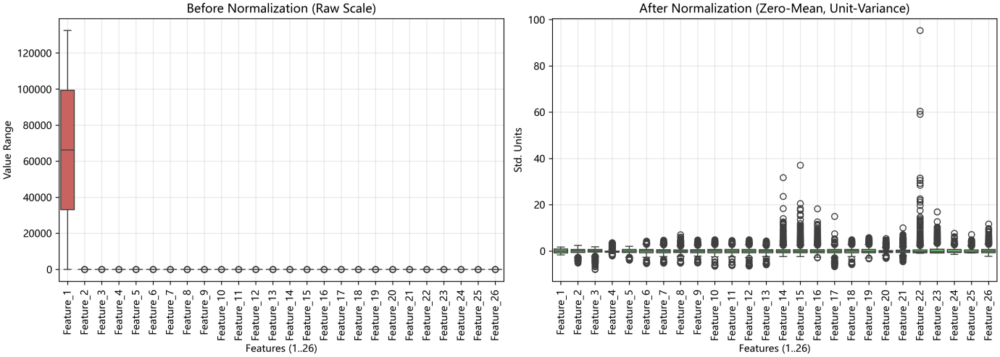 Before Normalization (Raw Scale)
Value Range
120000
100000
80000
60000
40000
20000
0
Feature_1
Feature_2
Feature_3
Feature_4
Feature_5
Feature_6
Feature_7
Feature_8
Feature_9
Feature_10
Feature_11
Feature_12
Feature_13
Feature_14
Feature_15
Feature_16
Feature_17
Feature_18
Feature_19
Feature_20
Feature_21
Feature_22
Feature_23
Feature_24
Feature_25
Feature_26
Features (1..26)
After Normalization (Zero-Mean, Unit-Variance)
Std. Units
100
80
60
40
20
0
Feature_1
Feature_2
Feature_3
Feature_4
Feature_5
Feature_6
Feature_7
Feature_8
Feature_9
Feature_10
Feature_11
Feature_12
Feature_13
Feature_14
Feature_15
Feature_16
Feature_17
Feature_18
Feature_19
Feature_20
Feature_21
Feature_22
Feature_23
Feature_24
Feature_25
Feature_26
Features (1..26)